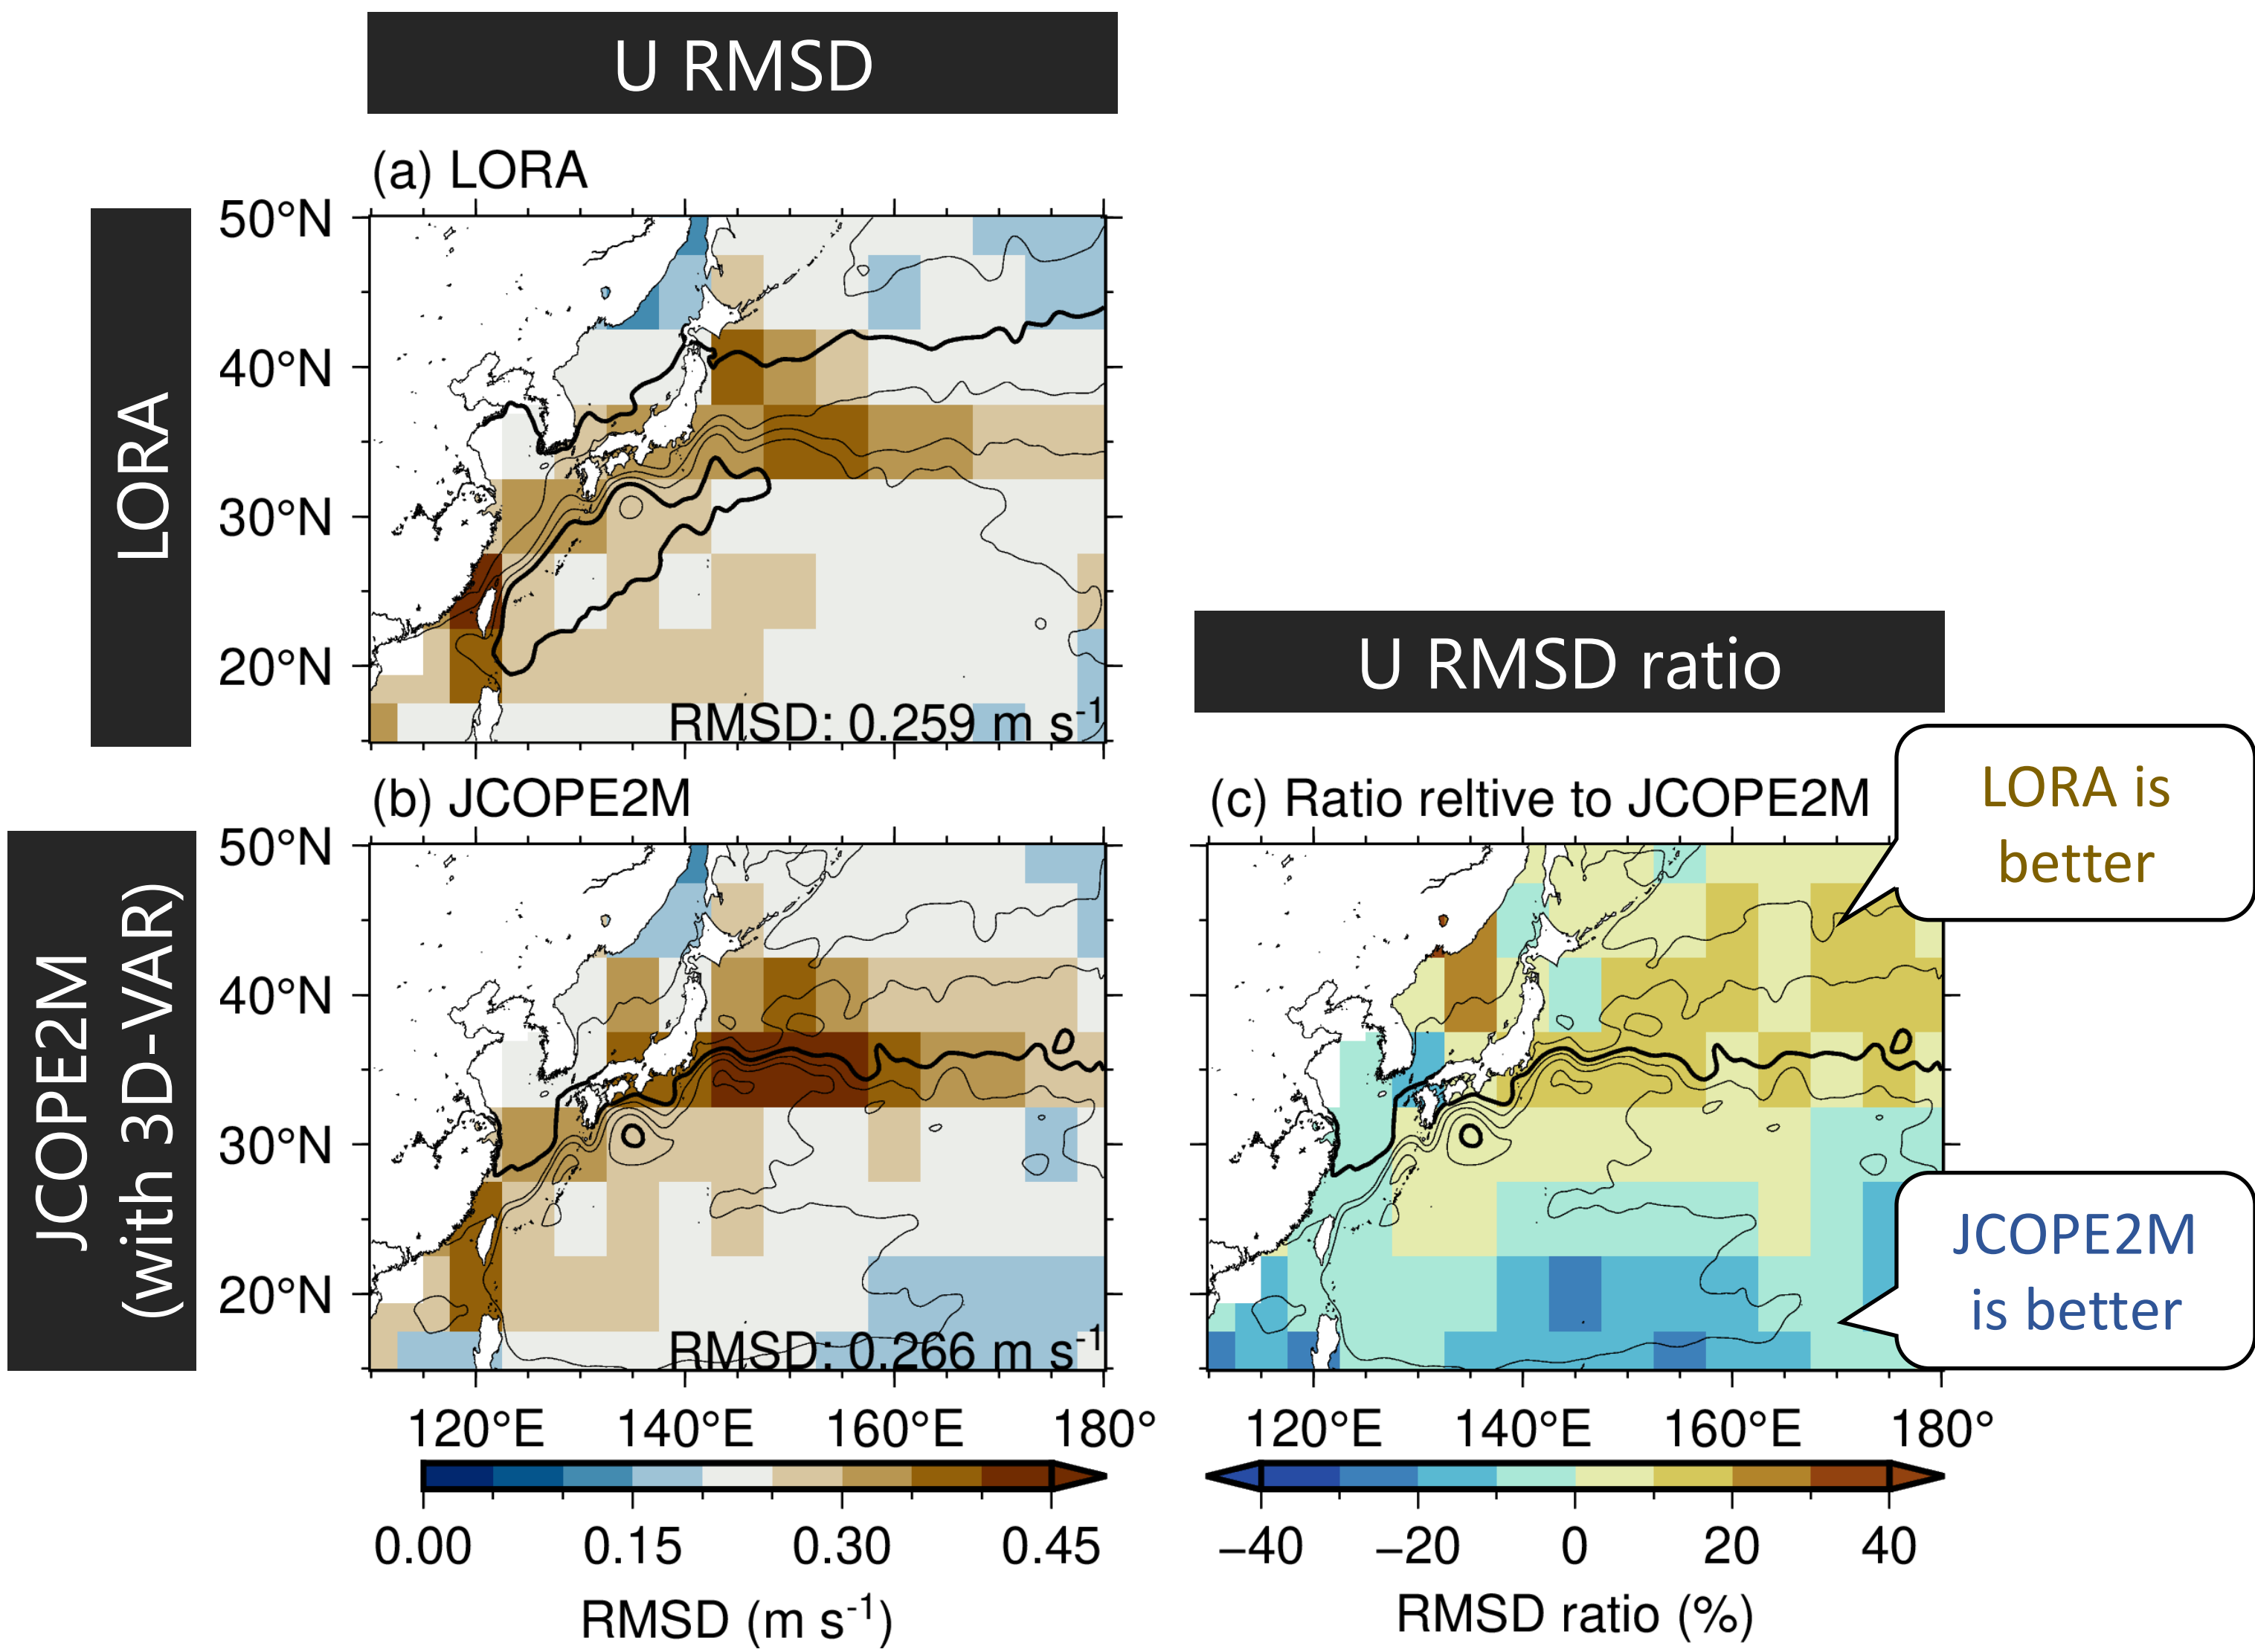 U RMSD
(a) LORA
LORA
50°N
40°N
30°N
20°N
RMSD: 0.259 m s-1
U RMSD ratio
(b) JCOPE2M
(c) Ratio reltive to JCOPE2M
LORA is
better
JCOPE2M
(with 3D-VAR)
50°N
40°N
30°N
20°N
RMSD: 0.266 m s-1
JCOPE2M
is better
120°E 140°E 160°E 180°
120°E 140°E 160°E 180°
0.00 0.15 0.30 0.45
−40 −20 0 20 40
RMSD (m s-1)
RMSD ratio (%)